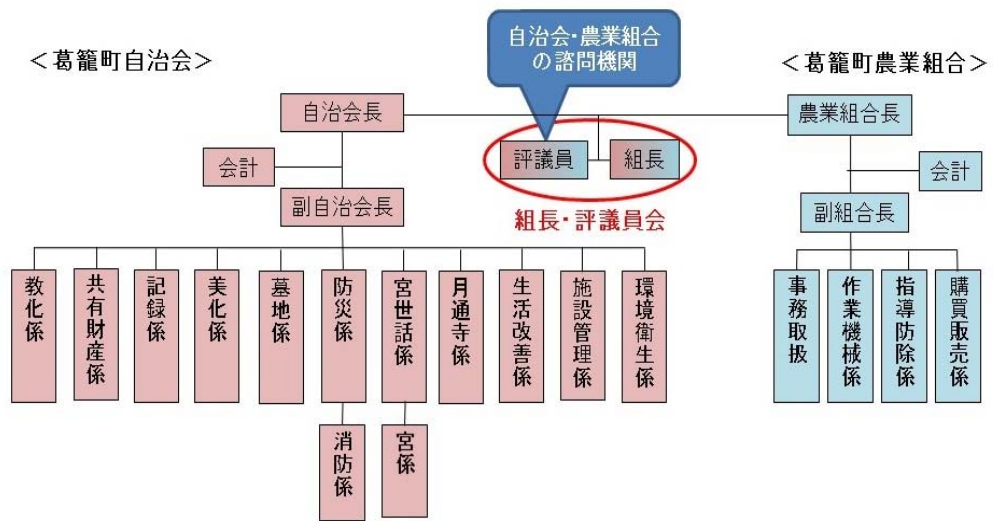 自治会・農業組合
の諮問機関
＜葛籠町自治会＞
＜葛籠町農業組合＞
自治会長
農業組合長
評議員
組長
会計
会計
副自治会長
組長・評議員会
副組合長
教化係
共有財産係
記録係
美化係
墓地係
防災係
宮世話係
月通寺係
生活改善係
施設管理係
環境衛生係
事務取扱
作業機械係
指導防除係
購買販売係
消防係
宮係